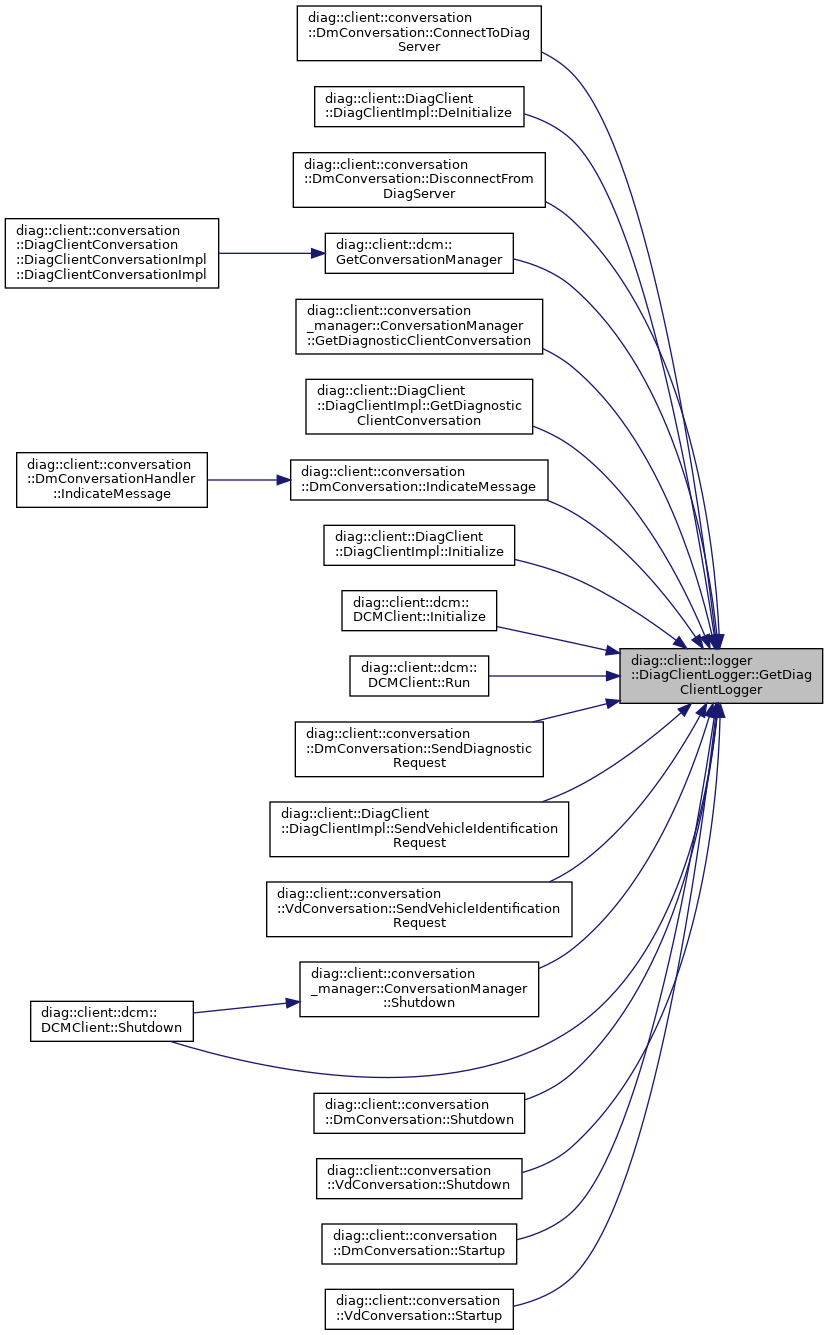 diag::client::conversation
::DmConversation::ConnectToDiag
Server
diag::client::DiagClient
::DiagClientImpl::DeInitialize
diag::client::conversation
::DmConversation::DisconnectFrom
DiagServer
diag::client::conversation
::DiagClientConversation
::DiagClientConversationImpl
::DiagClientConversationImpl
diag::client::dcm::
GetConversationManager
diag::client::conversation
_manager::ConversationManager
::GetDiagnosticClientConversation
diag::client::DiagClient
::DiagClientImpl::GetDiagnostic
ClientConversation
diag::client::conversation
::DmConversationHandler
::IndicateMessage
diag::client::conversation
::DmConversation::IndicateMessage
diag::client::DiagClient
::DiagClientImpl::Initialize
diag::client::dcm::
DCMClient::Initialize
diag::client::dcm::
DCMClient::Run
diag::client::logger
::DiagClientLogger::GetDiag
ClientLogger
diag::client::conversation
::DmConversation::SendDiagnostic
Request
diag::client::DiagClient
::DiagClientImpl::SendVehicleIdentification
Request
diag::client::conversation
::VdConversation::SendVehicleIdentification
Request
diag::client::conversation
_manager::ConversationManager
::Shutdown
diag::client::dcm::
DCMClient::Shutdown
diag::client::conversation
::DmConversation::Shutdown
diag::client::conversation
::VdConversation::Shutdown
diag::client::conversation
::DmConversation::Startup
diag::client::conversation
::VdConversation::Startup